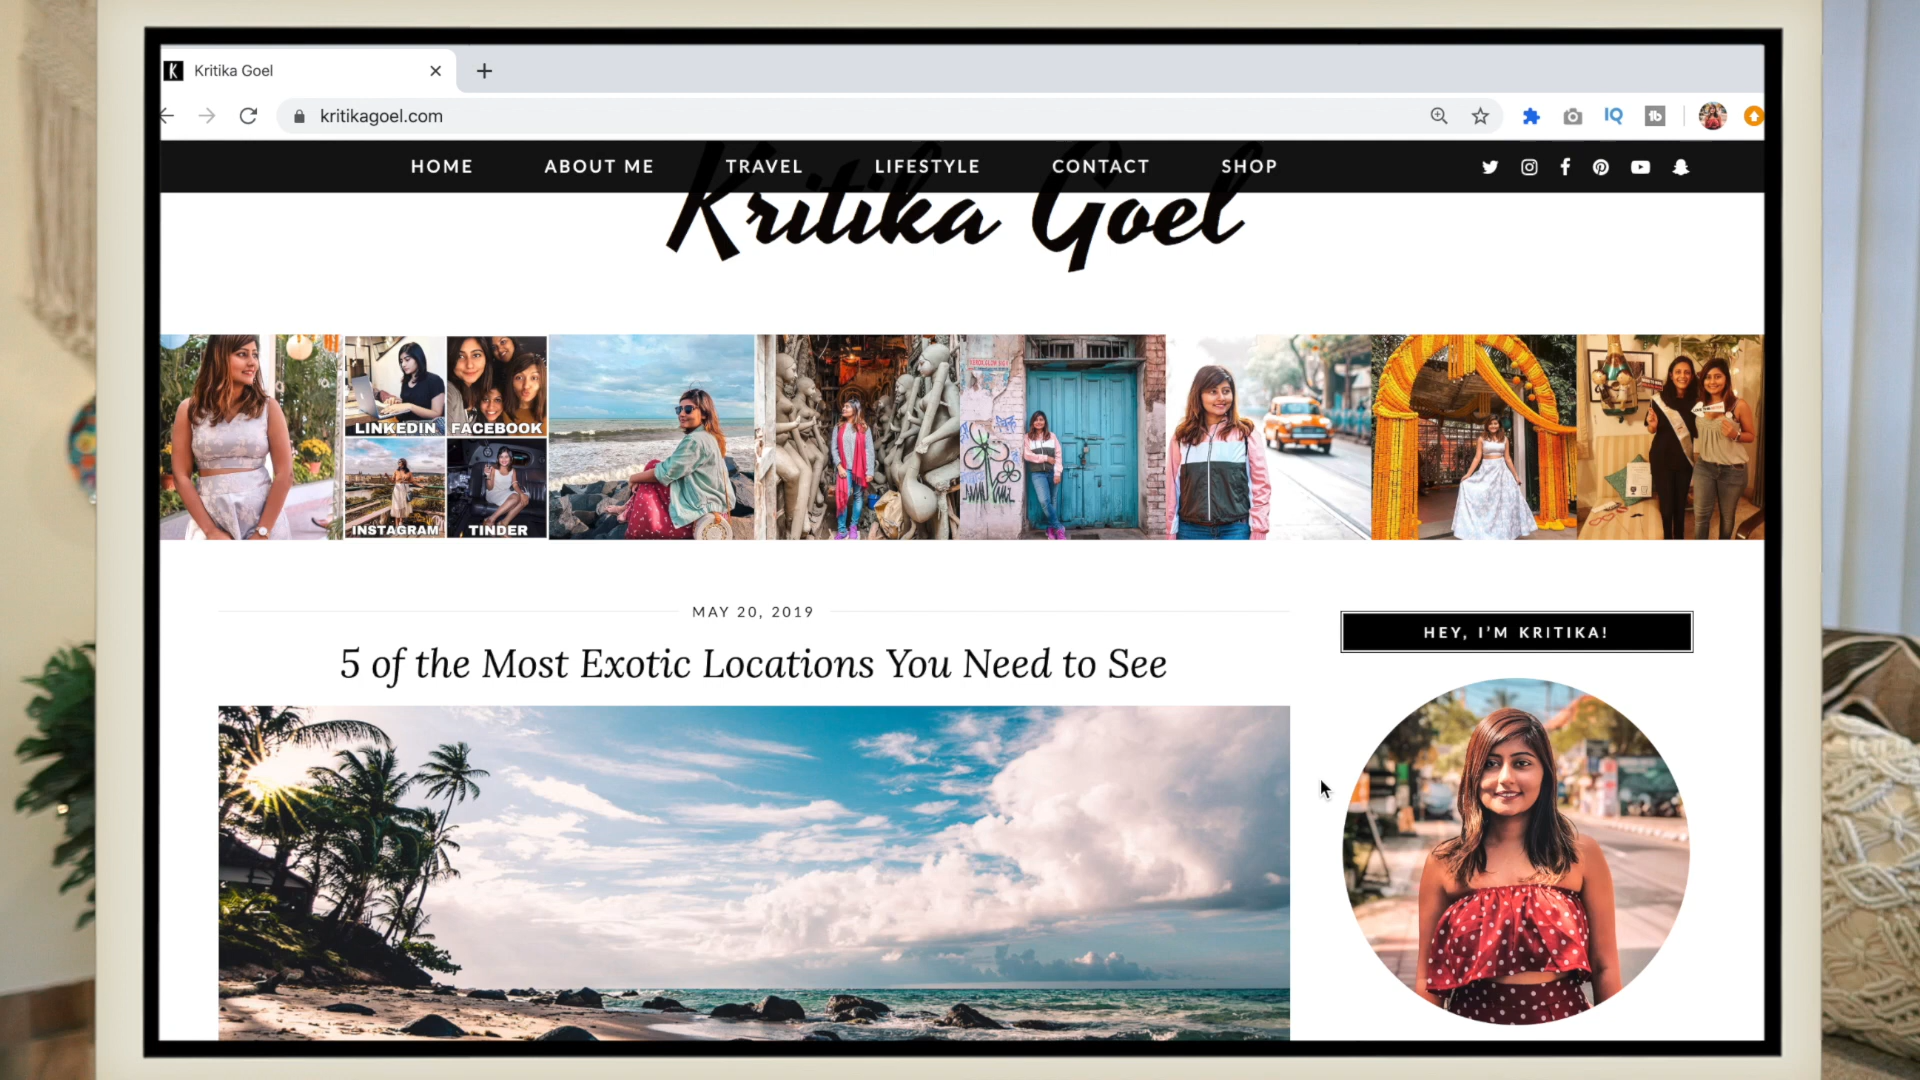 Kritika Goel
kritikagoel.com
IQ
HOME ABOUT ME TRAVEL LIFESTYLE CONTACT SHOP
Kritika Goel
LINKEDIN FACEBOOK
INSTAGRAM TINDER
MAY 20, 2019
5 of the Most Exotic Locations You Need to See
HEY, I'M KRITIKA!